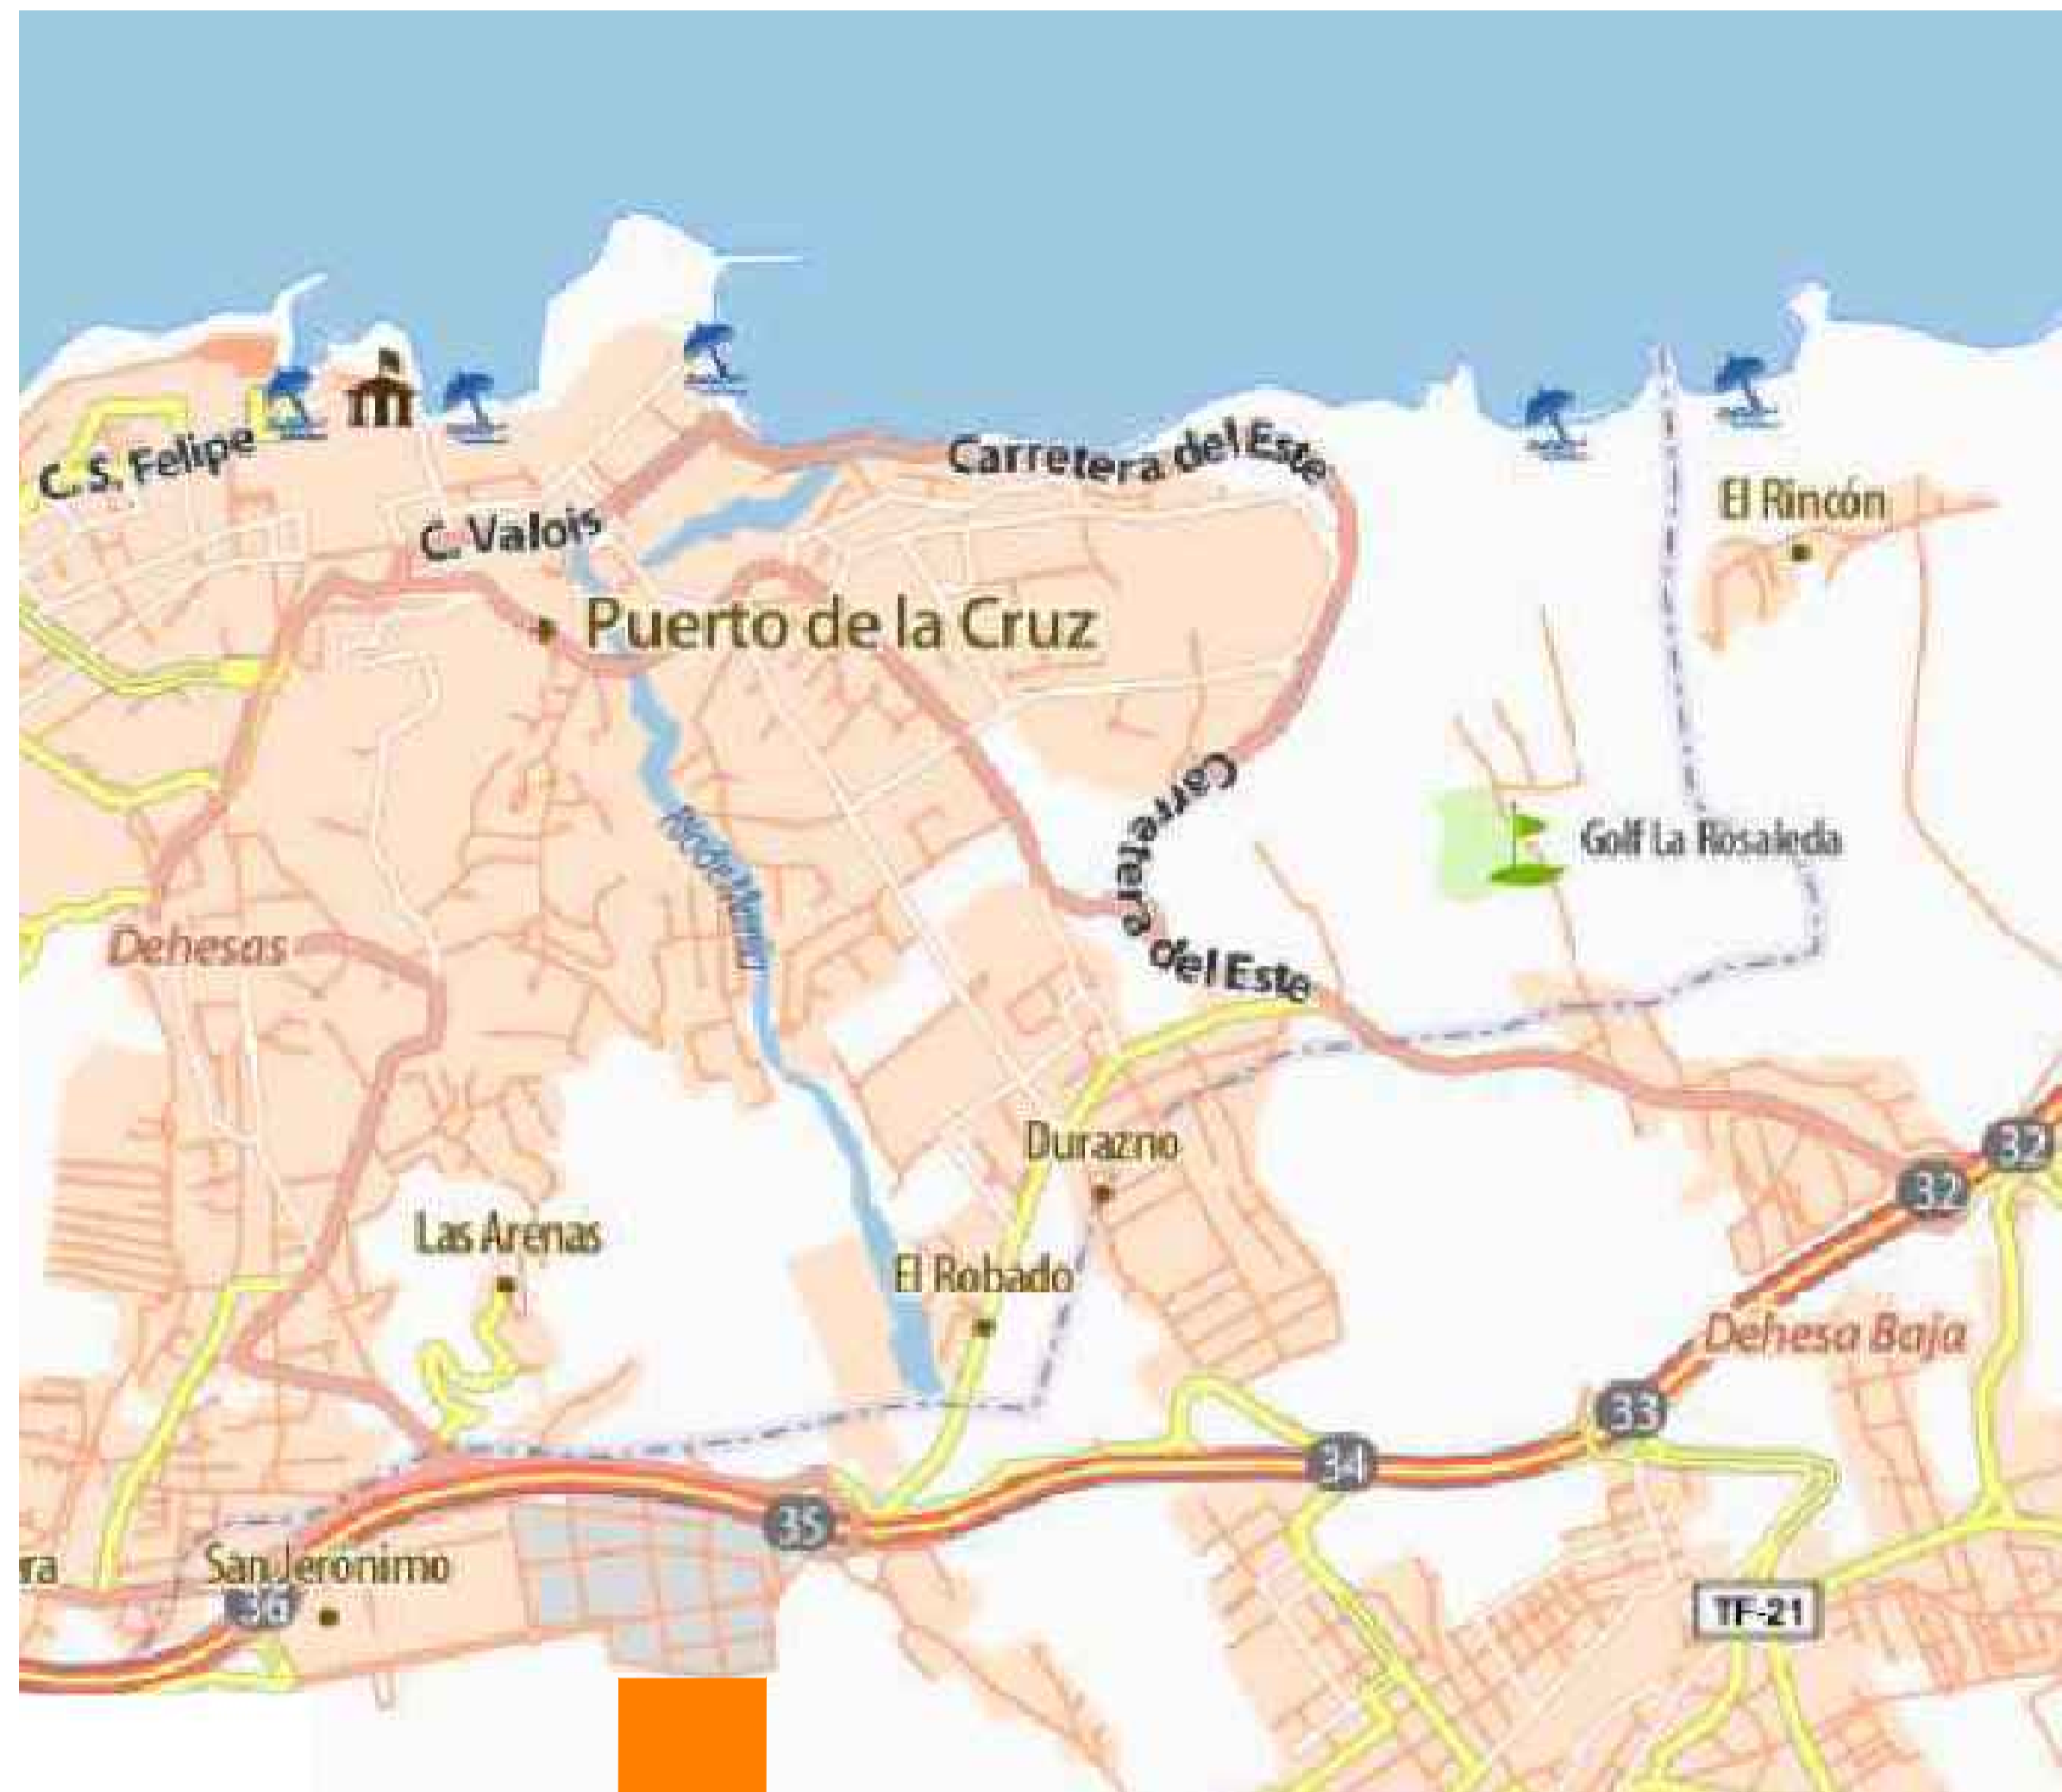 C. S. Felipe
C. Valois
Carretera del Este
El Rincón
Puerto de la Cruz
Carretera del Este
Golf La Rosaleda
Dehesas
Durazno
32
32
Las Arenas
El Robado
Dehesa Baja
33
34
35
San Jeronimo
ra
36
TF-21